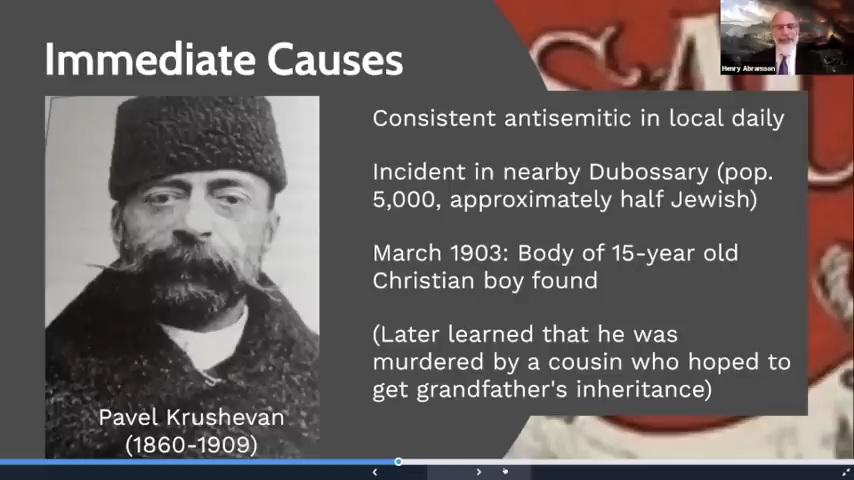 Immediate Causes
Henry Abramson
Consistent antisemitic in local daily
Incident in nearby Dubossary (pop.
5,000, approximately half Jewish)
March 1903: Body of 15-year old
Christian boy found
(Later learned that he was
murdered by a cousin who hoped to
get grandfather's inheritance)
Pavel Krushevan
(1860-1909)